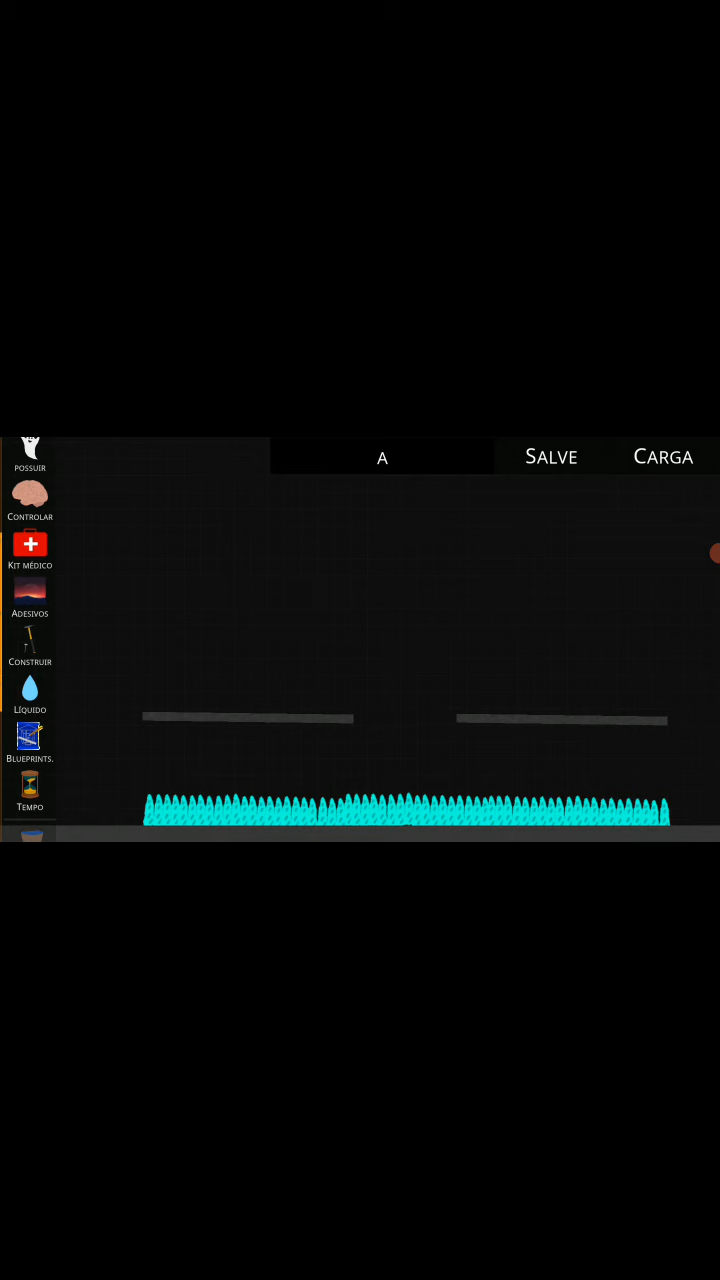 A
SALVE
CARGA
POSSUIR
CONTROLAR
KIT MÉDICO
ADESIVOS
CONSTRUIR
LÍQUIDO
BLUEPRINTS.
TEMPO